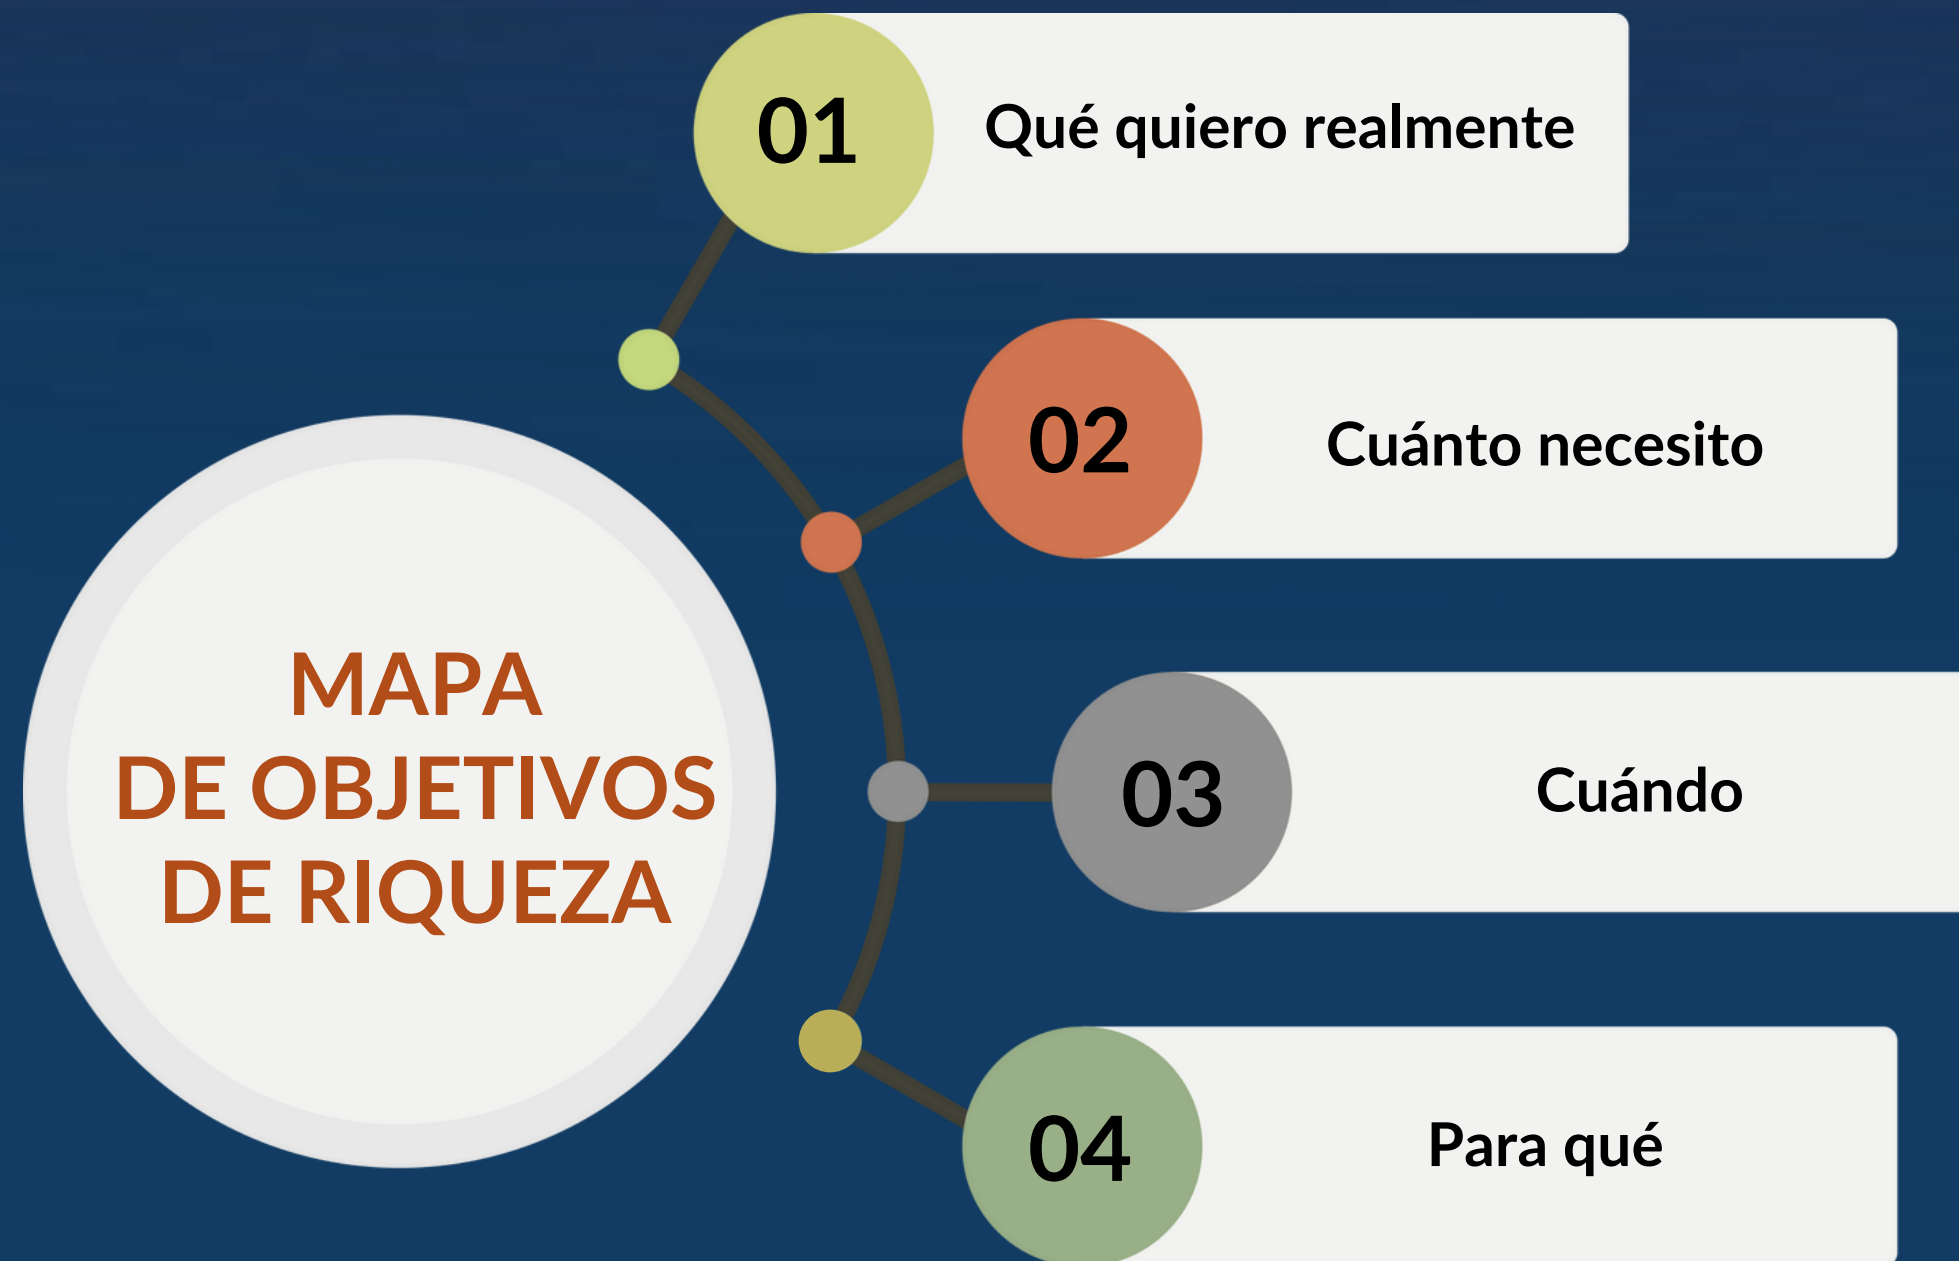 MAPA
DE OBJETIVOS
DE RIQUEZA
01
Qué quiero realmente
02
Cuánto necesito
03
Cuándo
04
Para qué